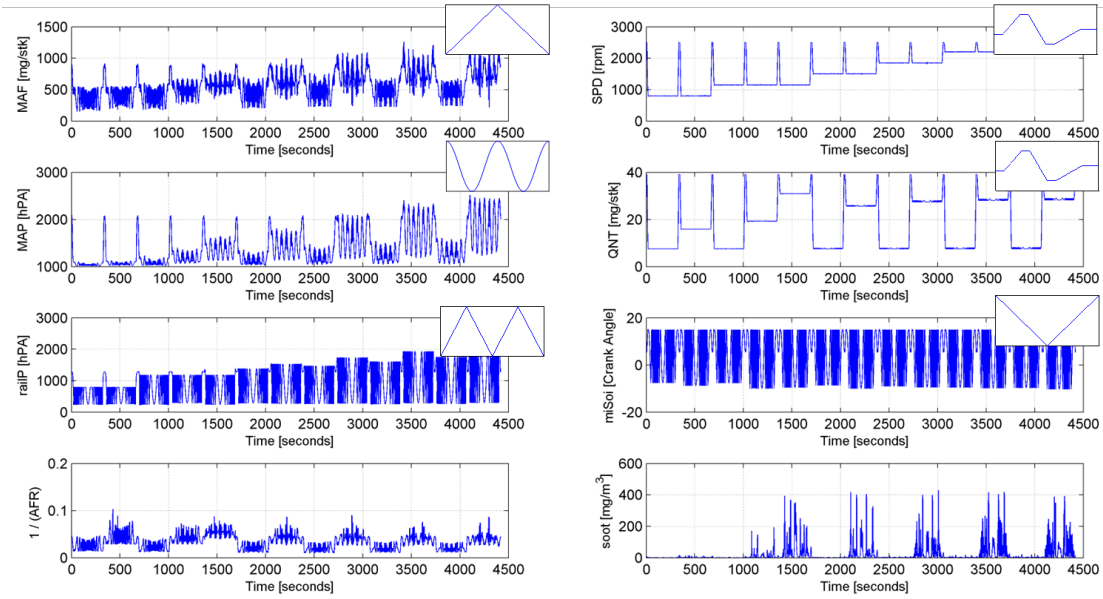 1500
1000
500
0
MAF [mg/stk]
0 500 1000 1500 2000 2500 3000 3500 4000 4500
Time [seconds]
3000
2000
1000
0
SPD [rpm]
0 500 1000 1500 2000 2500 3000 3500 4000 4500
Time [seconds]
3000
2000
1000
MAP [hPA]
0 500 1000 1500 2000 2500 3000 3500 4000 4500
Time [seconds]
40
20
0
QNT [mg/stk]
0 500 1000 1500 2000 2500 3000 3500 4000 4500
Time [seconds]
3000
2000
1000
0
railP [hPA]
0 500 1000 1500 2000 2500 3000 3500 4000 4500
Time [seconds]
20
0
-20
miSoi [Crank Angle]
0 500 1000 1500 2000 2500 3000 3500 4000 4500
Time [seconds]
0.2
0.1
0
1 / (AFR)
0 500 1000 1500 2000 2500 3000 3500 4000 4500
Time [seconds]
600
400
200
0
soot [mg/m³]
0 500 1000 1500 2000 2500 3000 3500 4000 4500
Time [seconds]